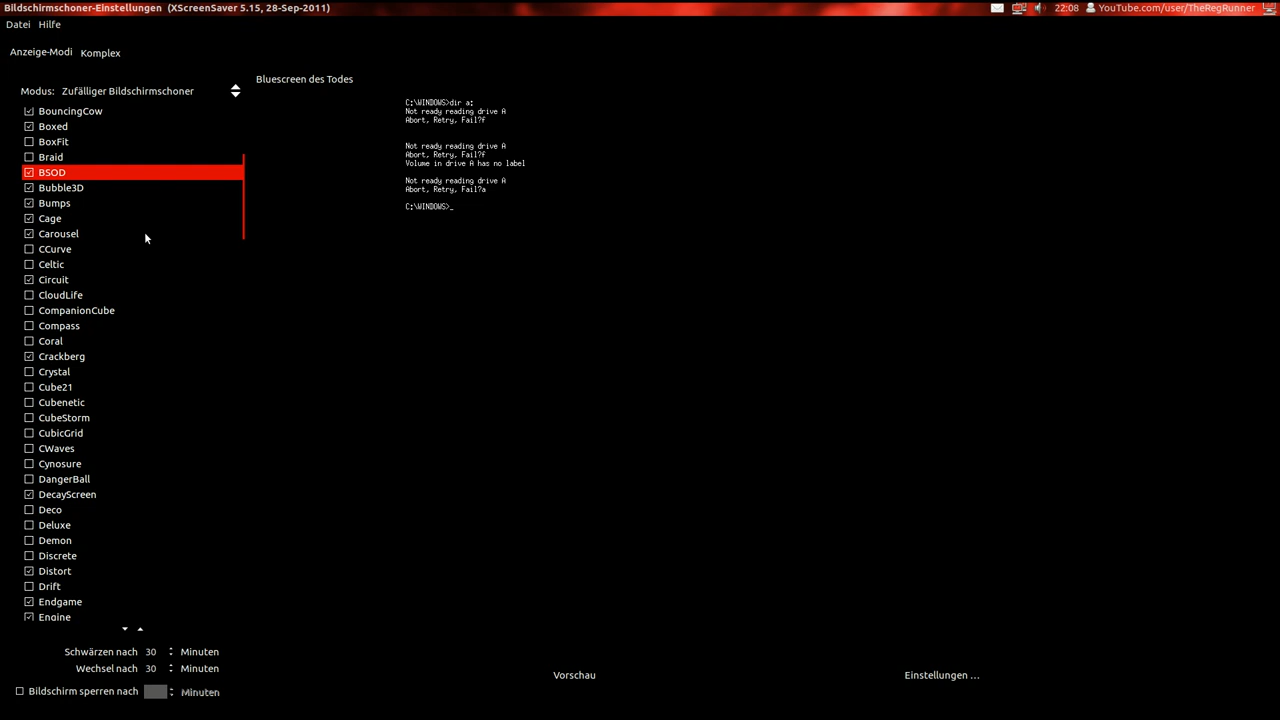 Bildschirmschoner-Einstellungen (XScreenSaver 5.15, 28-Sep-2011)
22:08 YouTube.com/user/TheRegRunner
Datei Hilfe
Anzeige-Modi Komplex
Modus: Zufälliger Bildschirmschoner
BouncingCow
Boxed
BoxFit
Braid
BSOD
Bubble3D
Bumps
Cage
Carousel
CCurve
Celtic
Circuit
CloudLife
CompanionCube
Compass
Coral
Crackberg
Crystal
Cube21
Cubenetic
CubeStorm
CubicGrid
CWaves
Cynosure
DangerBall
DecayScreen
Deco
Deluxe
Demon
Discrete
Distort
Drift
Endgame
Engine
Schwärzen nach 30 Minuten
Wechsel nach 30 Minuten
Bildschirm sperren nach Minuten
Bluescreen des Todes
C:\WINDOWS>dir a:
Not ready reading drive A
Abort, Retry, Fail?f
Not ready reading drive A
Abort, Retry, Fail?f
Volume in drive A has no label
Not ready reading drive A
Abort, Retry, Fail?a
C:\WINDOWS>_
Vorschau
Einstellungen ...